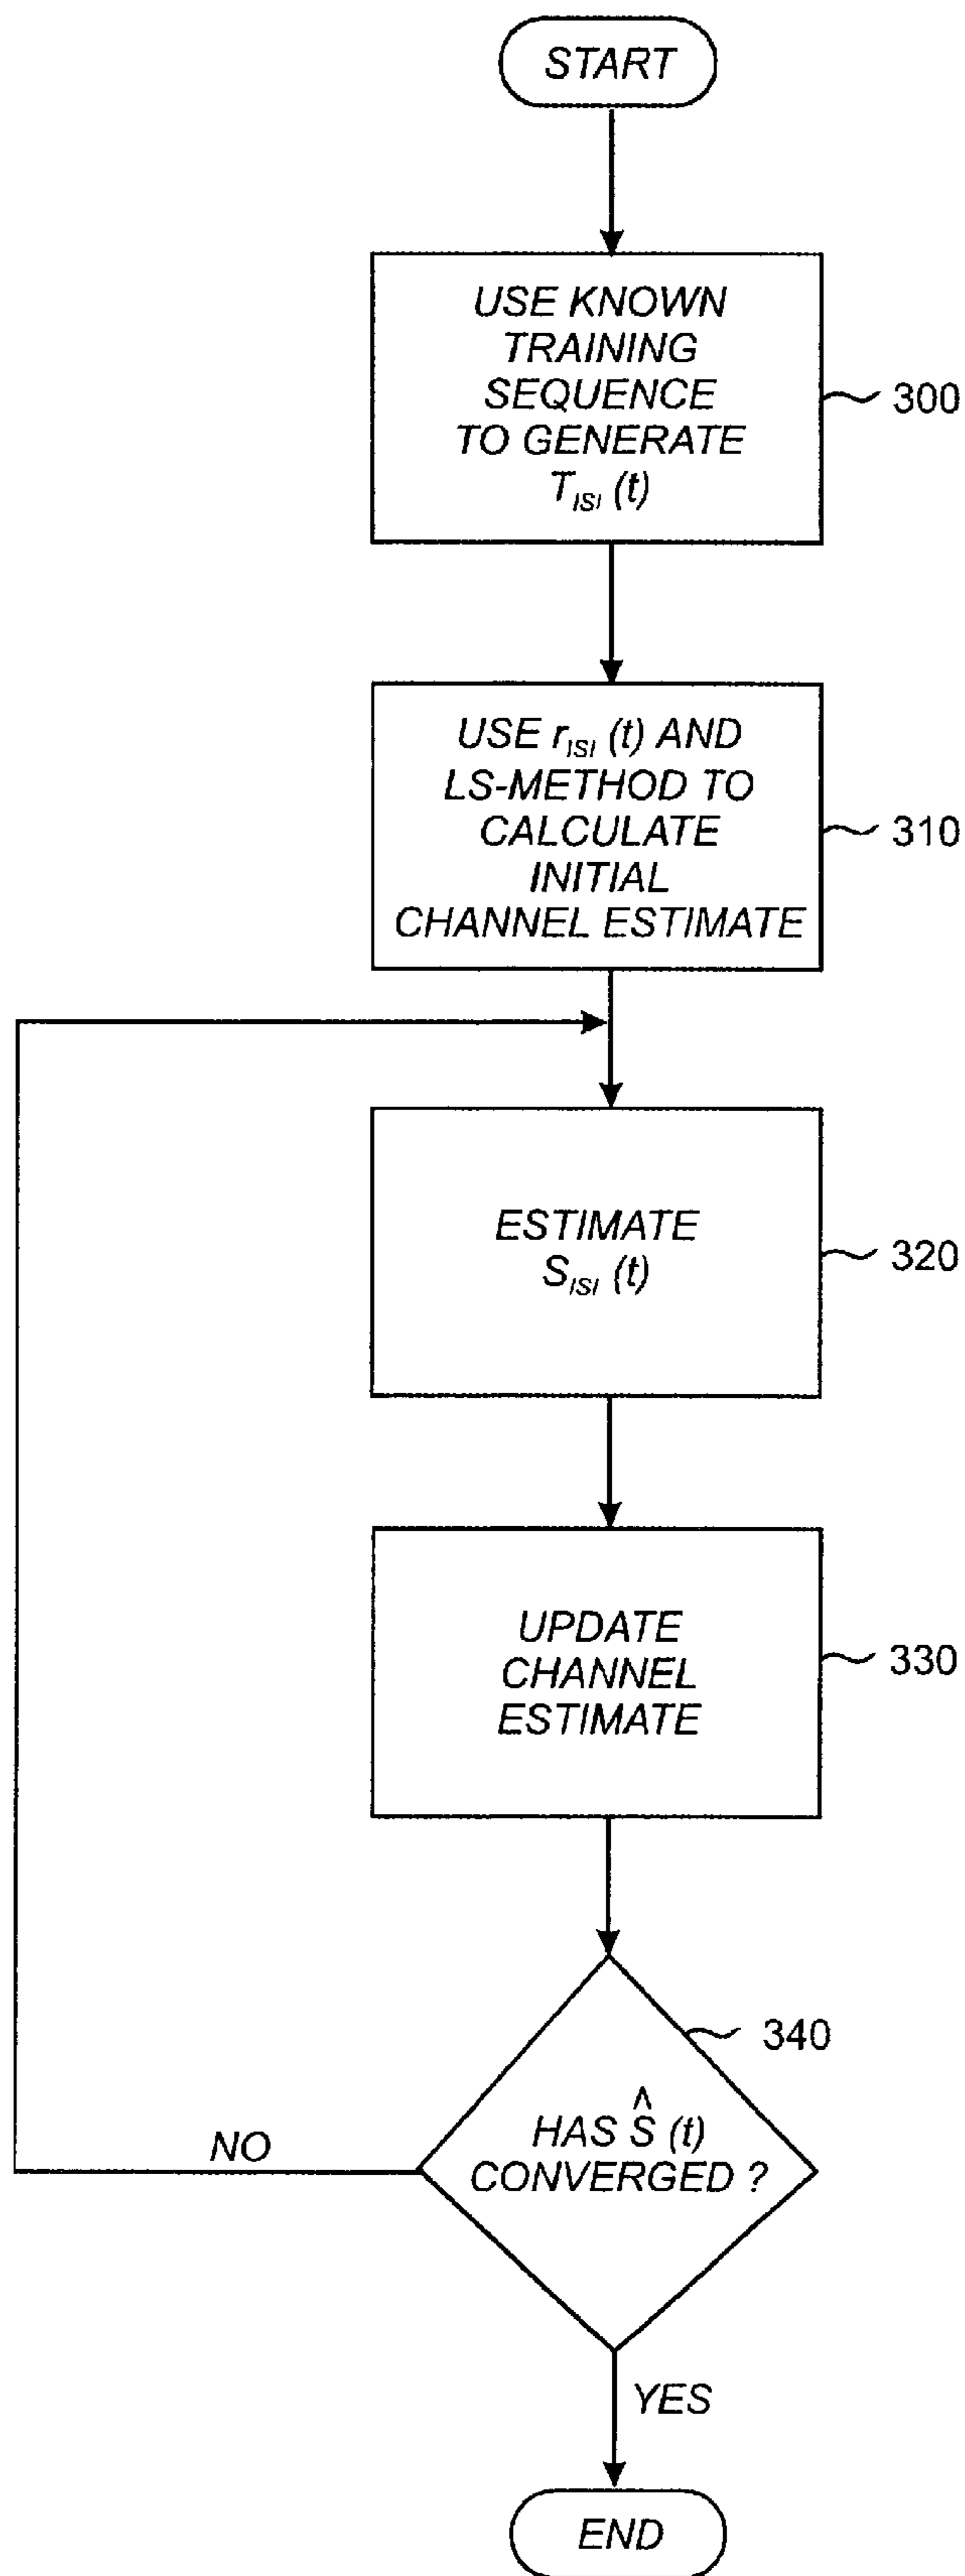 START
USE KNOWN
TRAINING
SEQUENCE
TO GENERATE
T_ISI (t)
300
USE r_ISI (t) AND
LS-METHOD TO
CALCULATE
INITIAL
CHANNEL ESTIMATE
310
ESTIMATE
S_ISI (t)
320
UPDATE
CHANNEL
ESTIMATE
330
340
HAS Ŝ (t)
CONVERGED ?
NO
YES
END